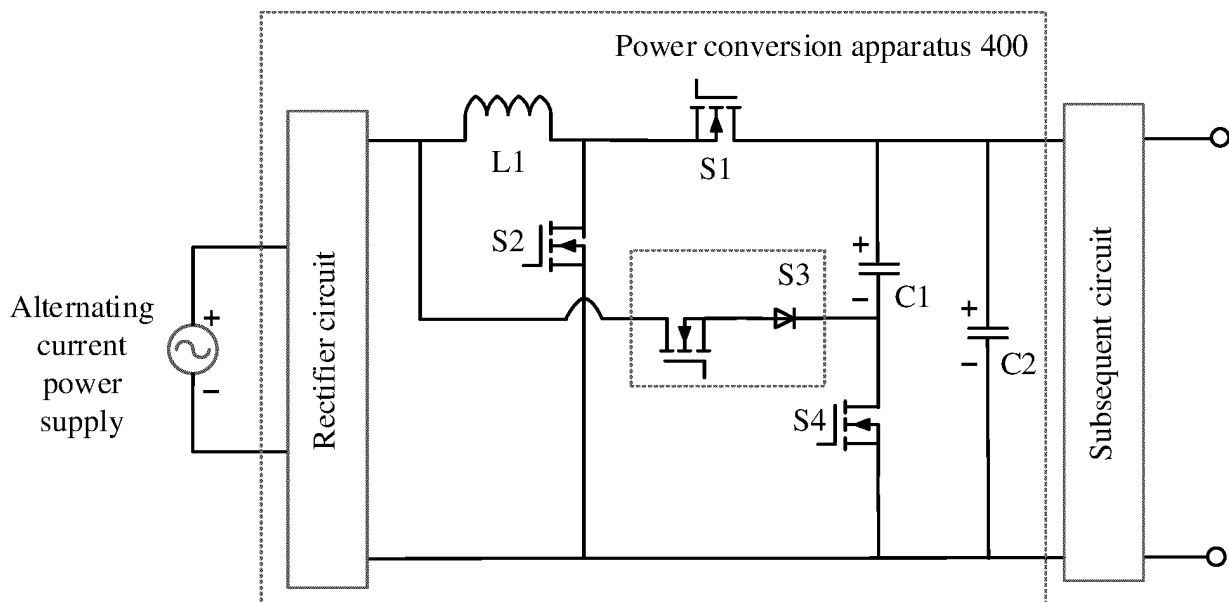 Power conversion apparatus 400
L1
S1
S2
S3
+
C1
−
+
C2
−
S4
Alternating
current
power
supply
+
−
Rectifier circuit
Subsequent circuit